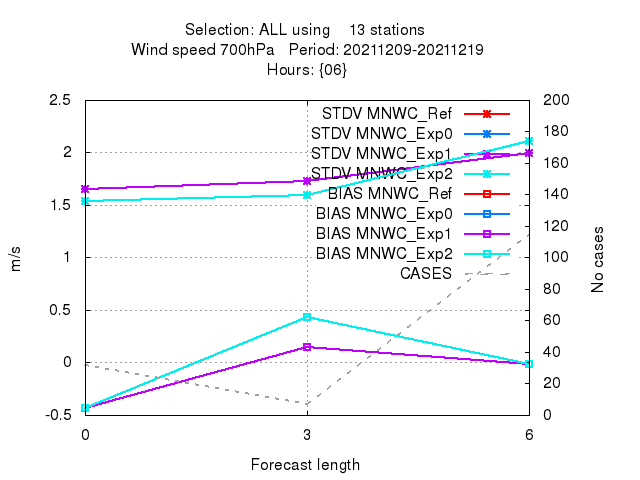 Selection: ALL using 13 stations
Wind speed 700hPa Period: 20211209-20211219
Hours: {06}
2.5
2
1.5
1
0.5
0
-0.5
m/s
200
180
160
140
120
100
80
60
40
20
0
No cases
STDV MNWC_Ref
STDV MNWC_Exp0
STDV MNWC_Exp1
STDV MNWC_Exp2
BIAS MNWC_Ref
BIAS MNWC_Exp0
BIAS MNWC_Exp1
BIAS MNWC_Exp2
CASES
0 3 6
Forecast length